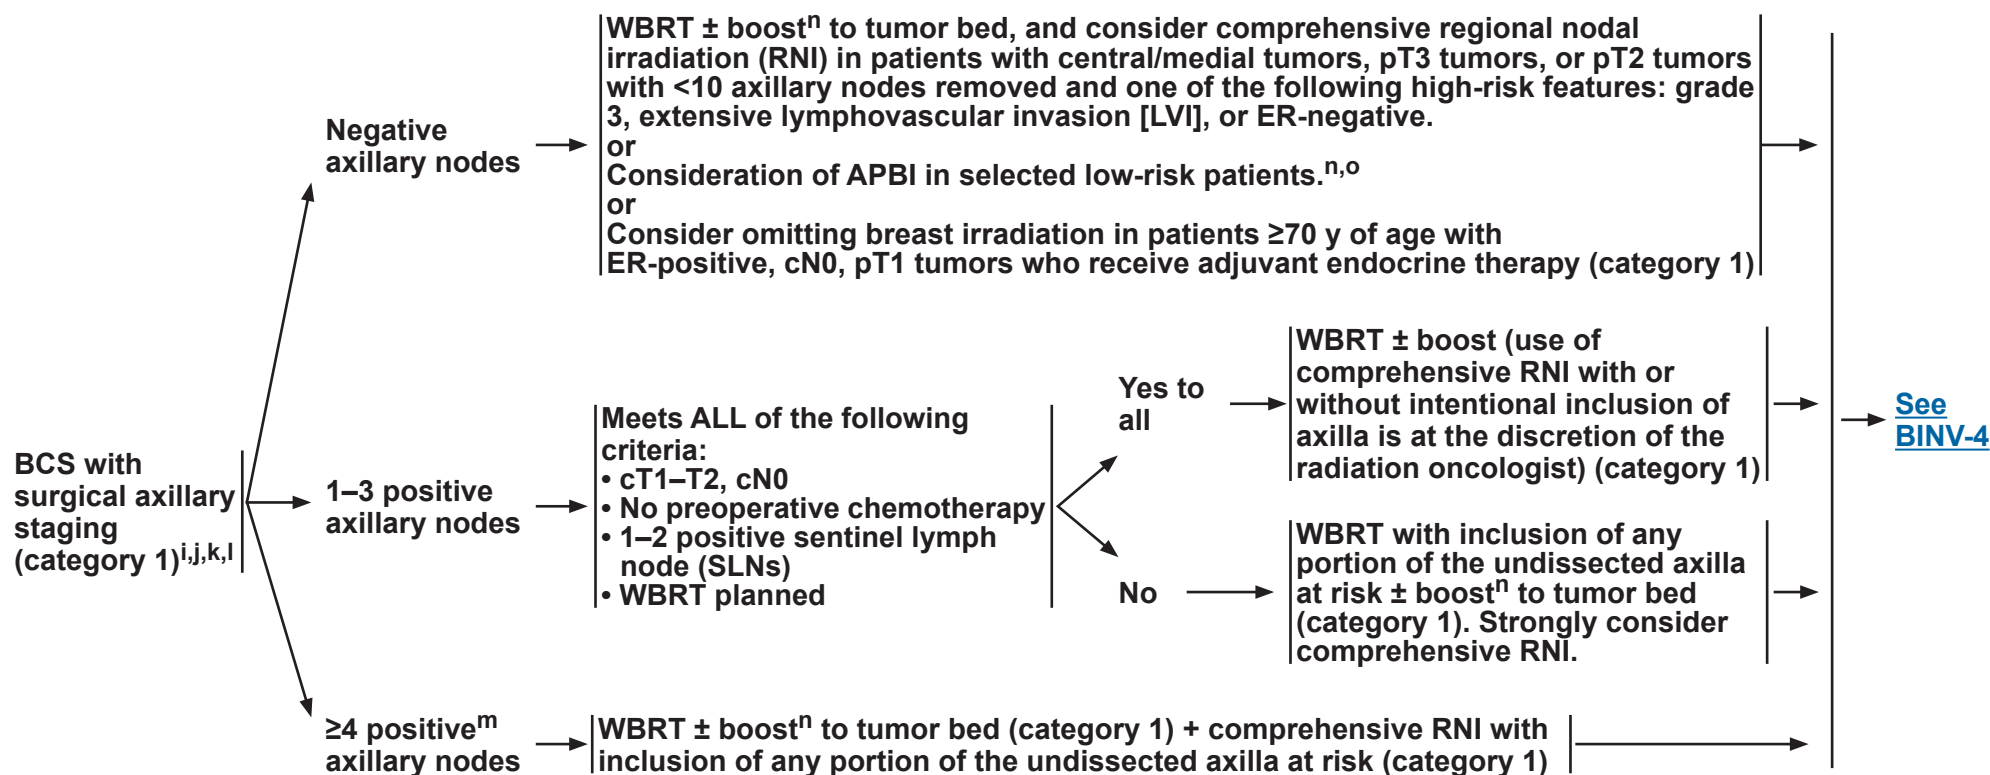 WBRT ± boostⁿ to tumor bed, and consider comprehensive regional nodal
irradiation (RNI) in patients with central/medial tumors, pT3 tumors, or pT2 tumors
with <10 axillary nodes removed and one of the following high-risk features: grade
3, extensive lymphovascular invasion [LVI], or ER-negative.
or
Consideration of APBI in selected low-risk patients.ⁿ,ᵒ
or
Consider omitting breast irradiation in patients ≥70 y of age with
ER-positive, cN0, pT1 tumors who receive adjuvant endocrine therapy (category 1)
Negative
axillary nodes
BCS with
surgical axillary
staging
(category 1)ⁱ,ʲ,ᵏ,ˡ
1–3 positive
axillary nodes
Meets ALL of the following
criteria:
• cT1–T2, cN0
• No preoperative chemotherapy
• 1–2 positive sentinel lymph
node (SLNs)
• WBRT planned
Yes to
all
WBRT ± boost (use of
comprehensive RNI with or
without intentional inclusion of
axilla is at the discretion of the
radiation oncologist) (category 1)
No
WBRT with inclusion of any
portion of the undissected axilla
at risk ± boostⁿ to tumor bed
(category 1). Strongly consider
comprehensive RNI.
≥4 positiveᵐ
axillary nodes
WBRT ± boostⁿ to tumor bed (category 1) + comprehensive RNI with
inclusion of any portion of the undissected axilla at risk (category 1)
See
BINV-4